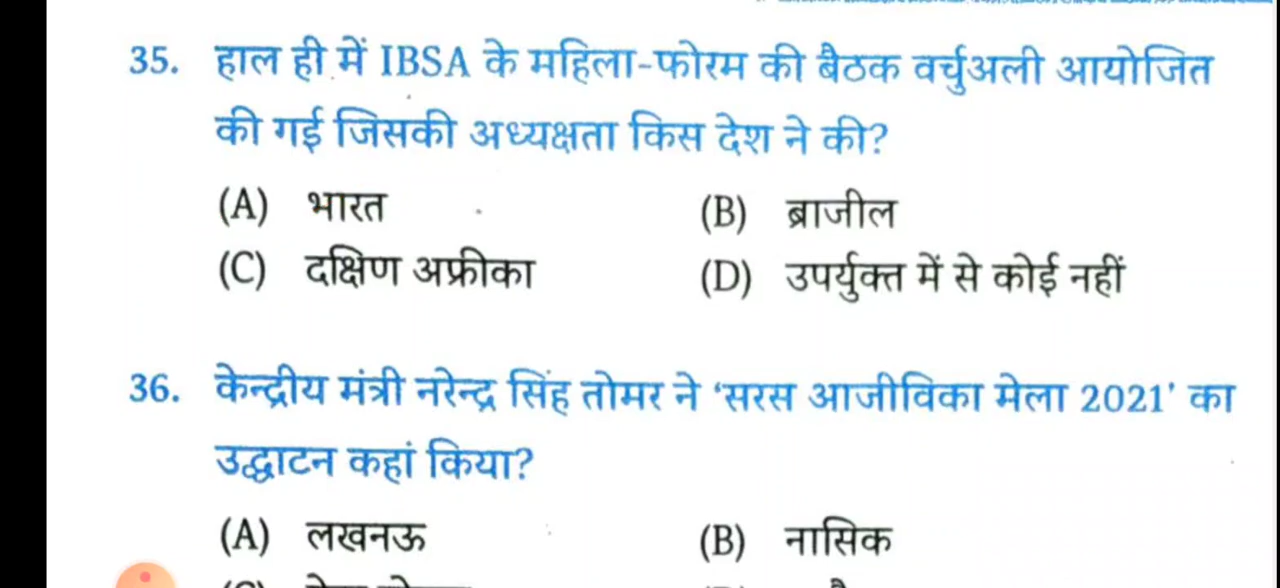 35. हाल ही में IBSA के महिला-फोरम की बैठक वर्चुअली आयोजित
की गई जिसकी अध्यक्षता किस देश ने की?
(A) भारत (B) ब्राजील
(C) दक्षिण अफ्रीका (D) उपर्युक्त में से कोई नहीं
36. केन्द्रीय मंत्री नरेन्द्र सिंह तोमर ने ‘सरस आजीविका मेला 2021’ का
उद्घाटन कहां किया?
(A) लखनऊ (B) नासिक